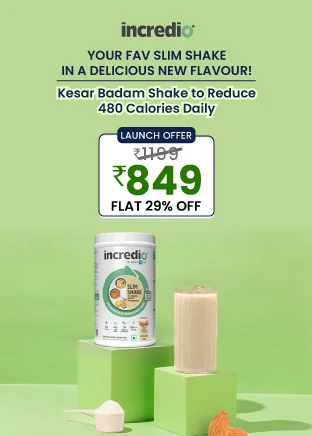 incredio
YOUR FAV SLIM SHAKE
IN A DELICIOUS NEW FLAVOUR!
Kesar Badam Shake to Reduce
480 Calories Daily
LAUNCH OFFER
₹1199
₹849
FLAT 29% OFF
incredio
SLIM
SHAKE